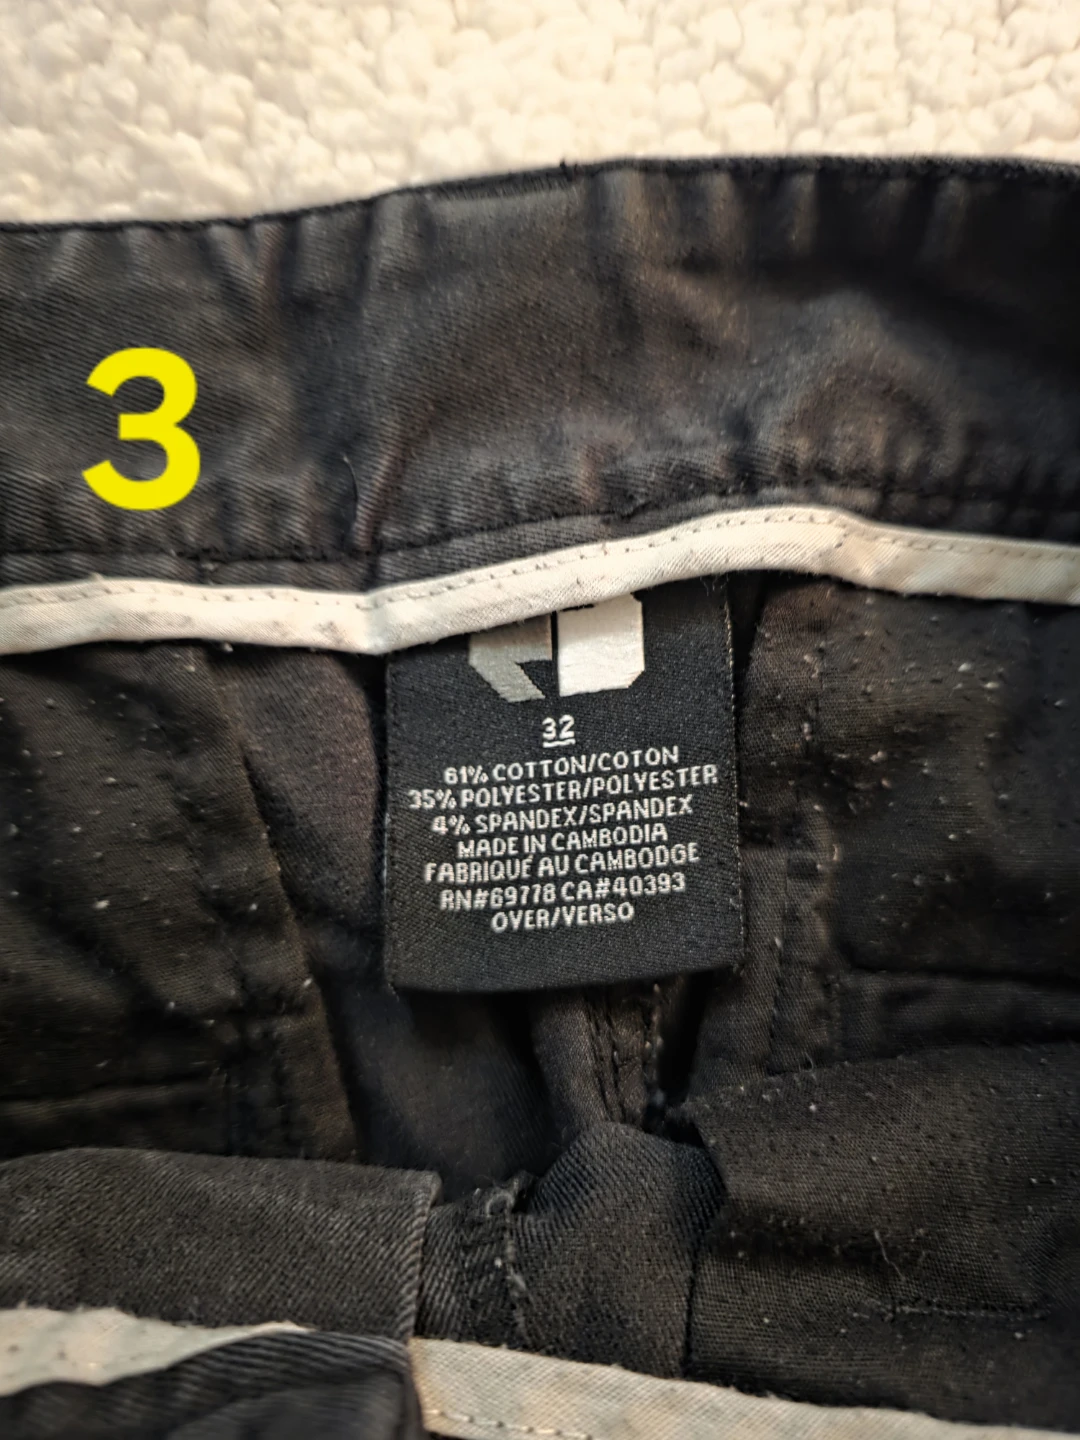 3
32
61% COTTON/COTON
35% POLYESTER/POLYESTER
4% SPANDEX/SPANDEX
MADE IN CAMBODIA
FABRIQUÉ AU CAMBODGE
RN#69778 CA#40393
OVER/VERSO